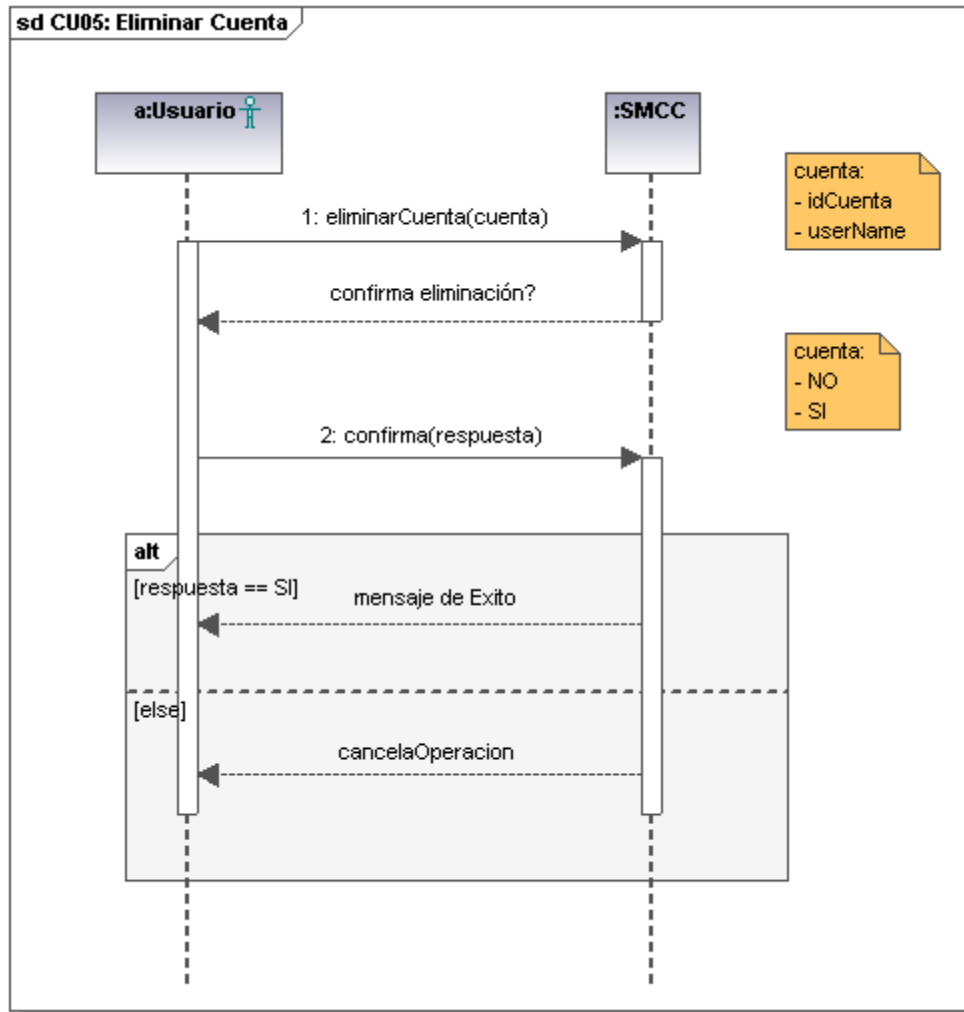 sd CU05: Eliminar Cuenta
a:Usuario
:SMCC
cuenta:
- idCuenta
- userName
1: eliminarCuenta(cuenta)
confirma eliminación?
cuenta:
- NO
- SI
2: confirma(respuesta)
alt
[respuesta == SI]
mensaje de Exito
[else]
cancelaOperacion